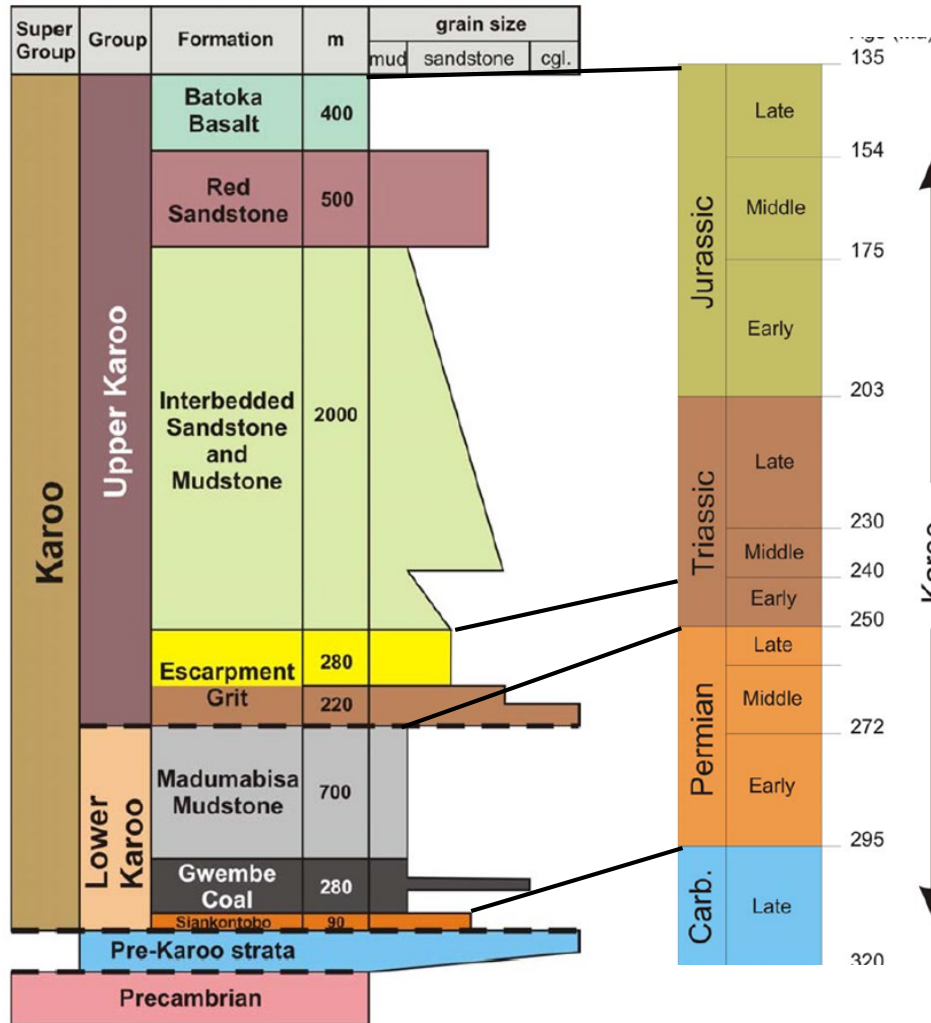 Super
Group
Group
Formation
m
grain size
mud
sandstone
cgl.
Karoo
Upper Karoo
Lower
Karoo
Batoka
Basalt
400
Red
Sandstone
500
Interbedded
Sandstone
and
Mudstone
2000
Escarpment
Grit
280
220
Madumabisa
Mudstone
700
Gwembe
Coal
280
Siankontobo
90
Pre-Karoo strata
Precambrian
135
Jurassic
Late
154
Middle
175
Early
203
Triassic
Late
230
Middle
240
Early
250
Permian
Late
Middle
272
Early
295
Carb.
Late
320